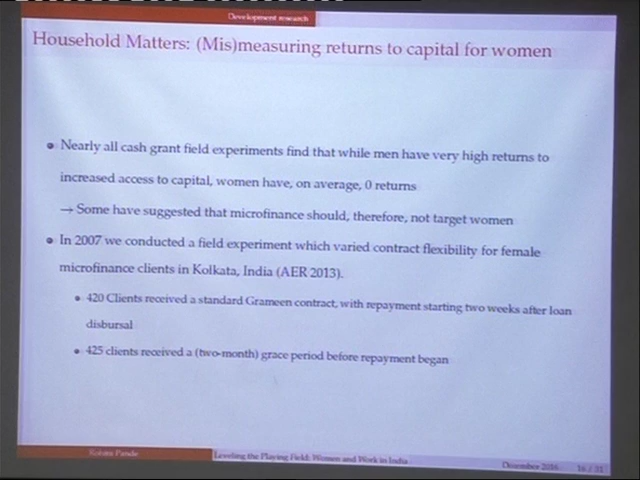 Development research
Household Matters: (Mis)measuring returns to capital for women
• Nearly all cash grant field experiments find that while men have very high returns to
increased access to capital, women have, on average, 0 returns
→ Some have suggested that microfinance should, therefore, not target women
• In 2007 we conducted a field experiment which varied contract flexibility for female
microfinance clients in Kolkata, India (AER 2013).
• 420 Clients received a standard Grameen contract, with repayment starting two weeks after loan
disbursal
• 425 clients received a (two-month) grace period before repayment began
Rohini Pande
Leveling the Playing Field: Women and Work in India
December 2016
16 / 31